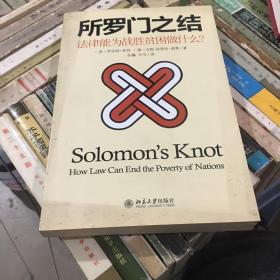 所罗门之结
法律能为战胜贫困做什么?
Solomon's Knot
How Law Can End the Poverty of Nations
北京大学出版社